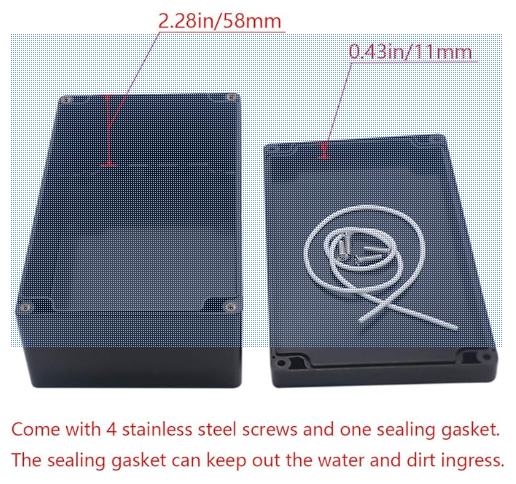 2.28in/58mm
0.43in/11mm
Come with 4 stainless steel screws and one sealing gasket.
The sealing gasket can keep out the water and dirt ingress.